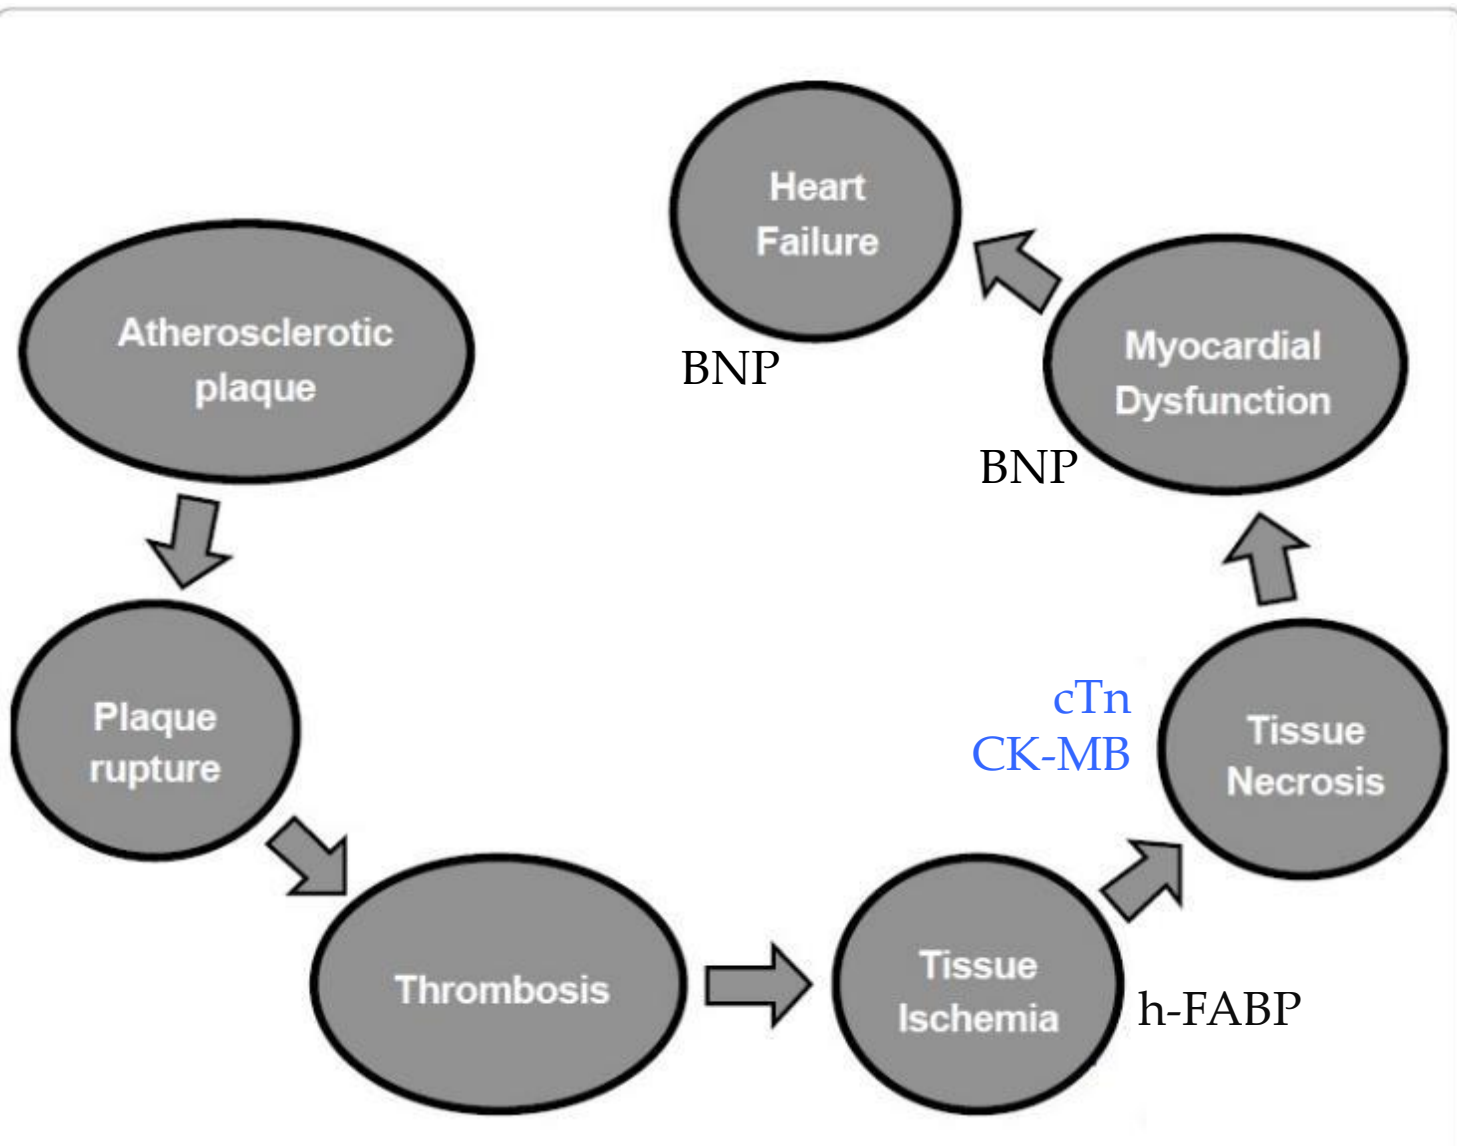 Atherosclerotic
plaque
Plaque
rupture
Thrombosis
Tissue
Ischemia
h-FABP
Tissue
Necrosis
cTn
CK-MB
Myocardial
Dysfunction
BNP
Heart
Failure
BNP